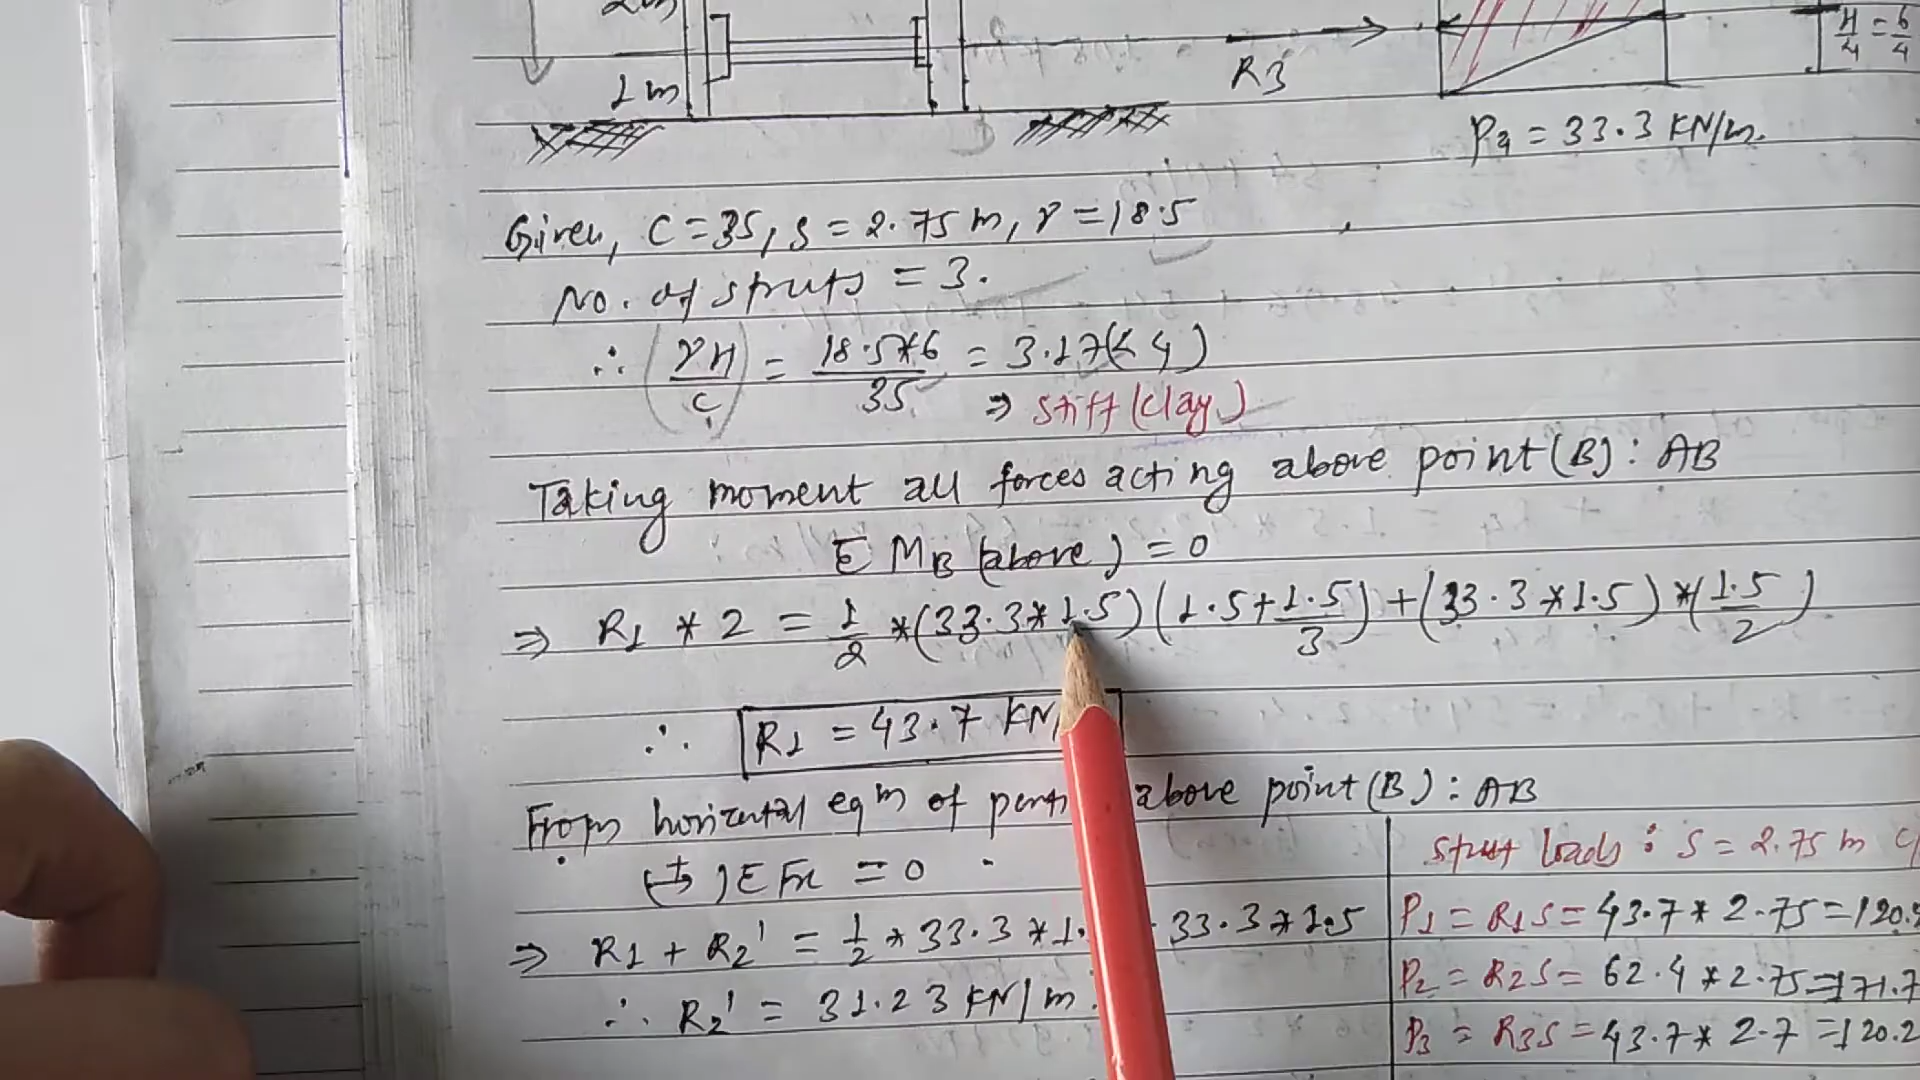 2m
1m
R3
H/4 = 6/4
Pa = 33.3 KN/m.
Given, C = 35, s = 2.75 m, γ = 18.5
No. of struts = 3.
∴ (γH/c) = 18.5*6/35 = 3.17(< 4)
⇒ stiff (clay)
Taking moment all forces acting above point (B): AB
Σ MB (above) = 0
⇒ R1 * 2 = 1/2 * (33.3 * 1.5) (1.5 + 1.5/3) + (33.3 * 1.5) * (1.5/2)
∴ R1 = 43.7 KN
From horizental eqm of above point (B): AB
(→+) Σ Fx = 0
⇒ R1 + R2' = 1/2 * 33.3 * 1. 33.3 * 1.5
∴ R2' = 31.23 KN/m
strut loads: S = 2.75 m
P1 = R1S = 43.7 * 2.75 = 120.
P2 = R2S = 62.4 * 2.75 = 171.7
P3 = R3S = 43.7 * 2.7 = 120.2